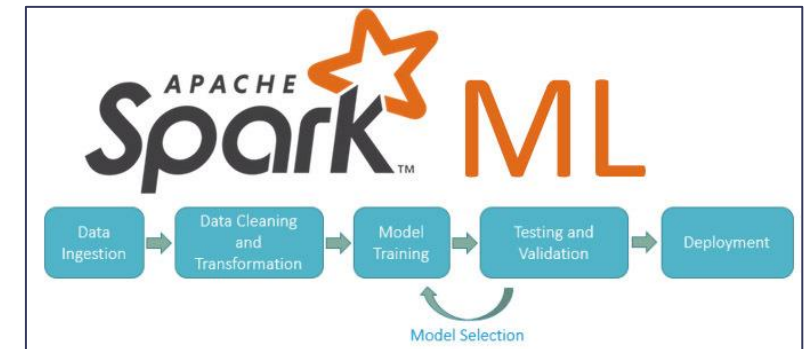 APACHE
Spark™ ML
Data
Ingestion
Data Cleaning
and
Transformation
Model
Training
Testing and
Validation
Deployment
Model Selection